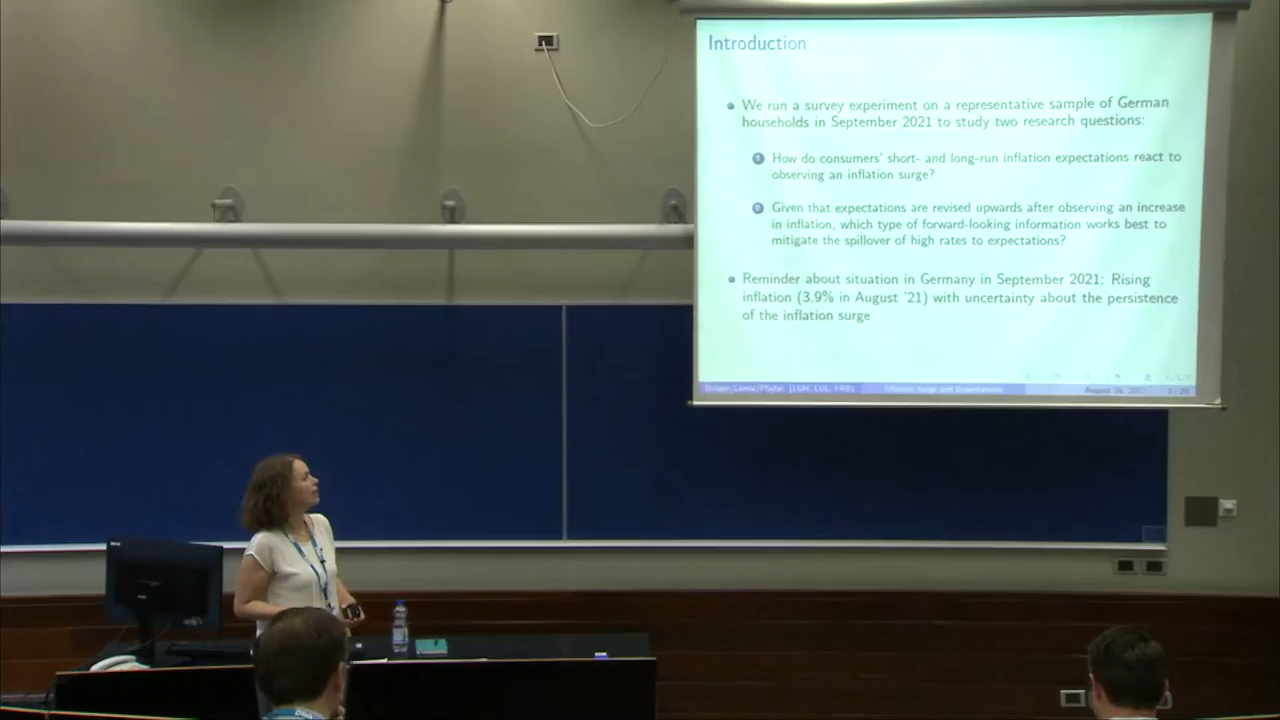 Introduction
We run a survey experiment on a representative sample of German
households in September 2021 to study two research questions:
1 How do consumers' short- and long-run inflation expectations react to
observing an inflation surge?
2 Given that expectations are revised upwards after observing an increase
in inflation, which type of forward-looking information works best to
mitigate the spillover of high rates to expectations?
Reminder about situation in Germany in September 2021: Rising
inflation (3.9% in August '21) with uncertainty about the persistence
of the inflation surge
Inflation Surge and Expectations